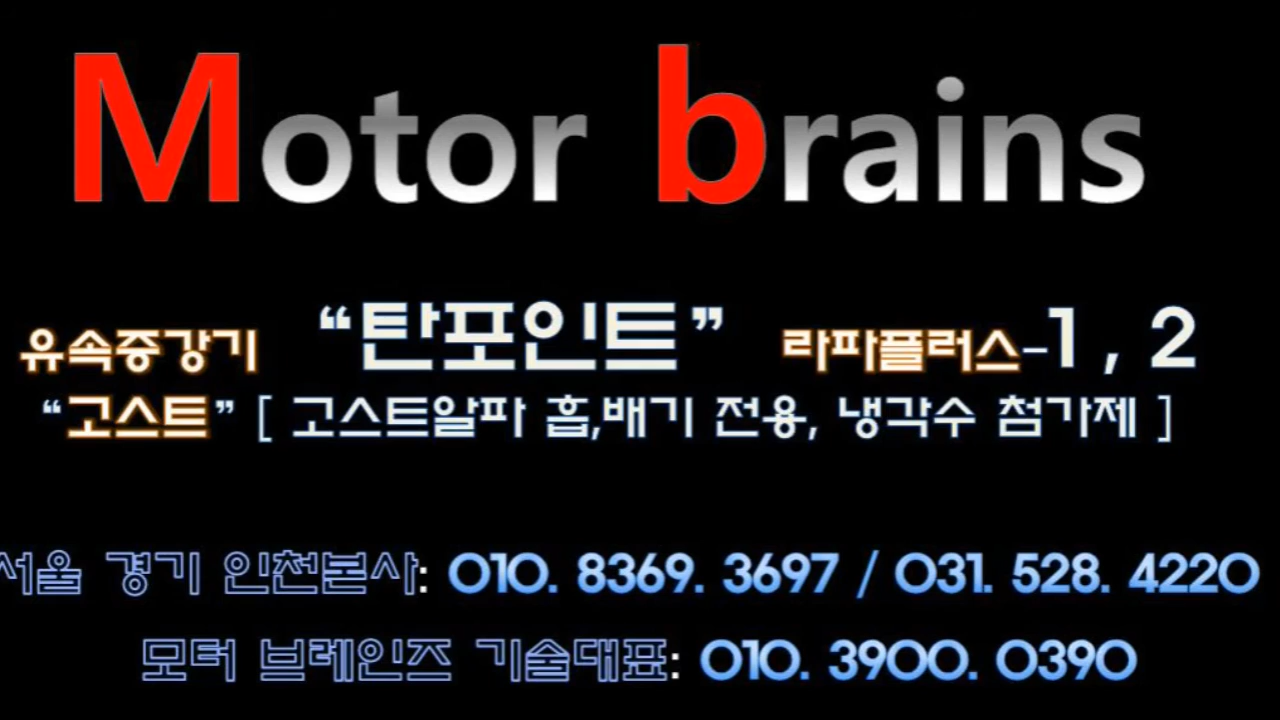 Motor brains
유속증강기 “탄포인트” 라파플러스-1 , 2
“고스트” [ 고스트알파 흡,배기 전용, 냉각수 첨가제 ]
서울 경기 인천본사: 010. 8369. 3697 / 031. 528. 4220
모터 브레인즈 기술대표: 010. 3900. 0390